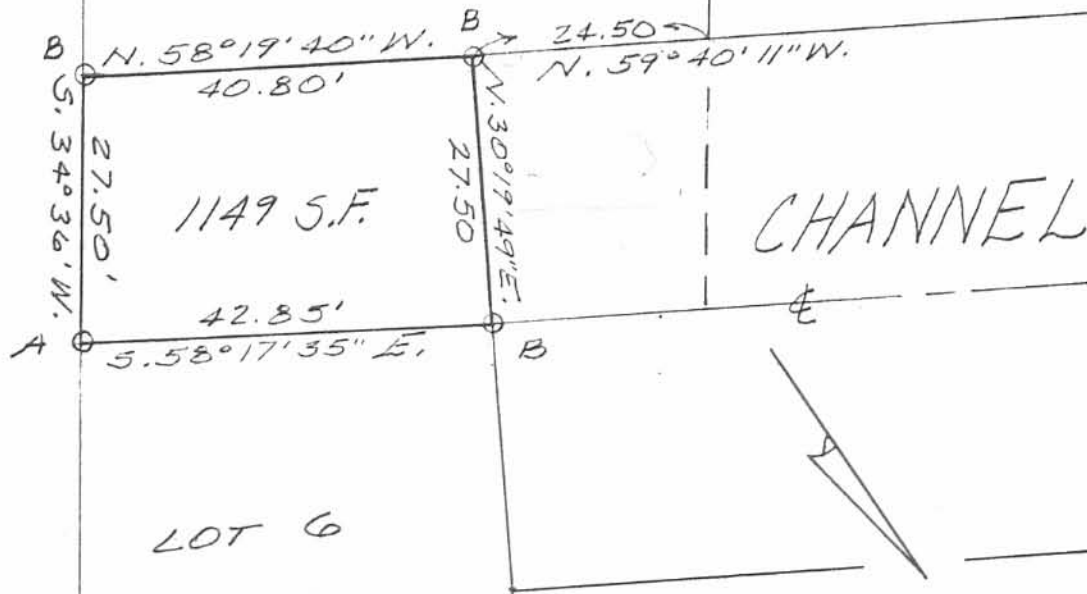 B
24.50
B
N. 58°19'40" W.
N. 59°40'11" W.
40.80'
S. 34°36' W.
27.50'
1149 S.F.
27.50
N. 30°19'49" E.
CHANNEL
42.85'
℄
A
S. 58°17'35" E.
B
LOT 6